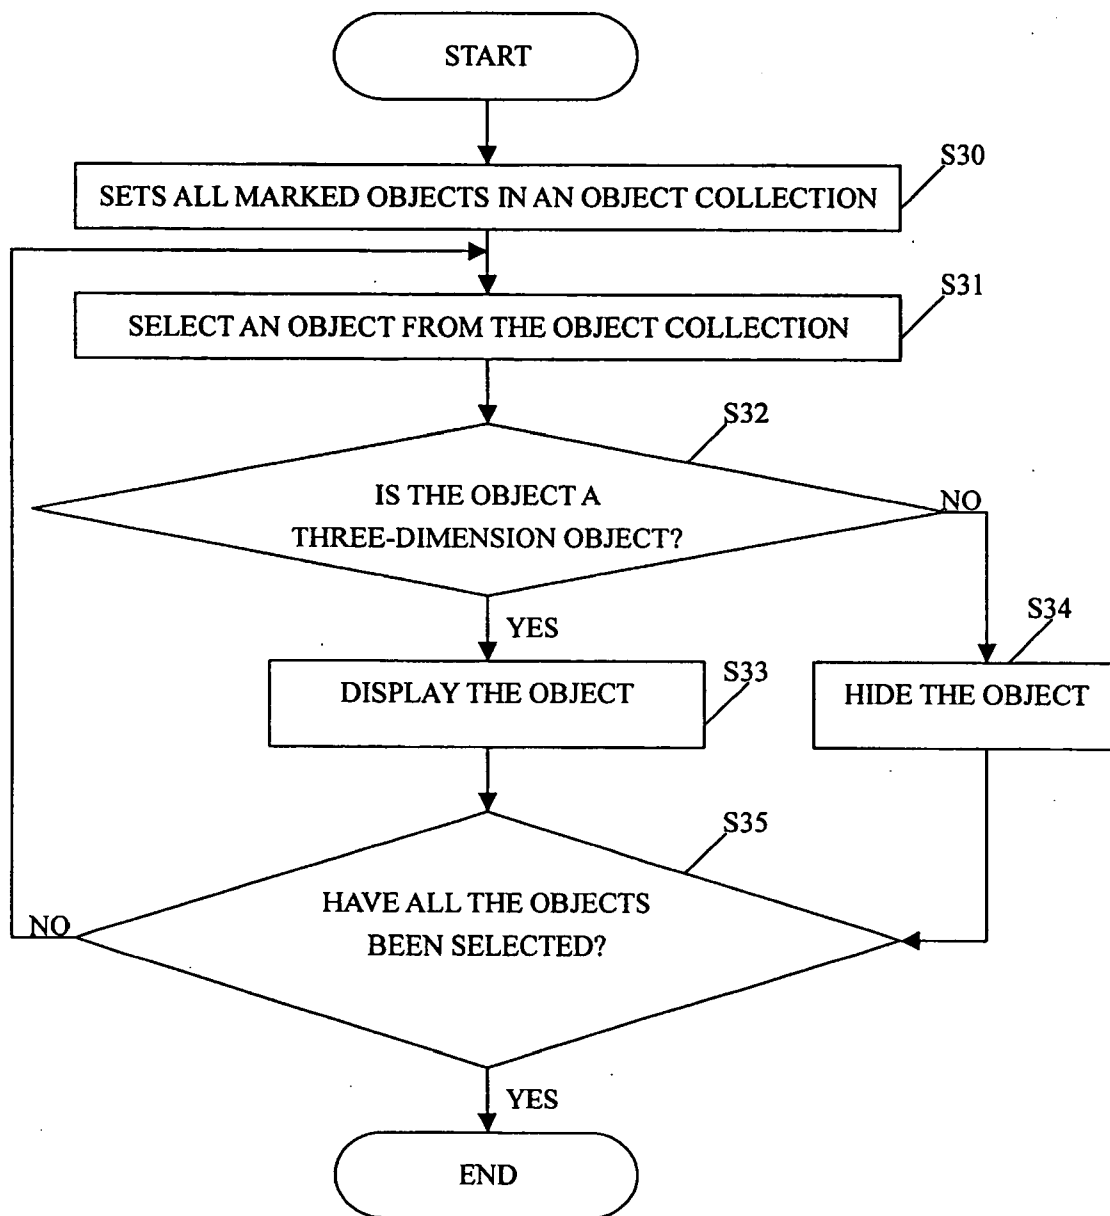 START
S30
SETS ALL MARKED OBJECTS IN AN OBJECT COLLECTION
S31
SELECT AN OBJECT FROM THE OBJECT COLLECTION
S32
IS THE OBJECT A
THREE-DIMENSION OBJECT?
NO
YES
S34
S33
DISPLAY THE OBJECT
HIDE THE OBJECT
S35
HAVE ALL THE OBJECTS
BEEN SELECTED?
NO
YES
END